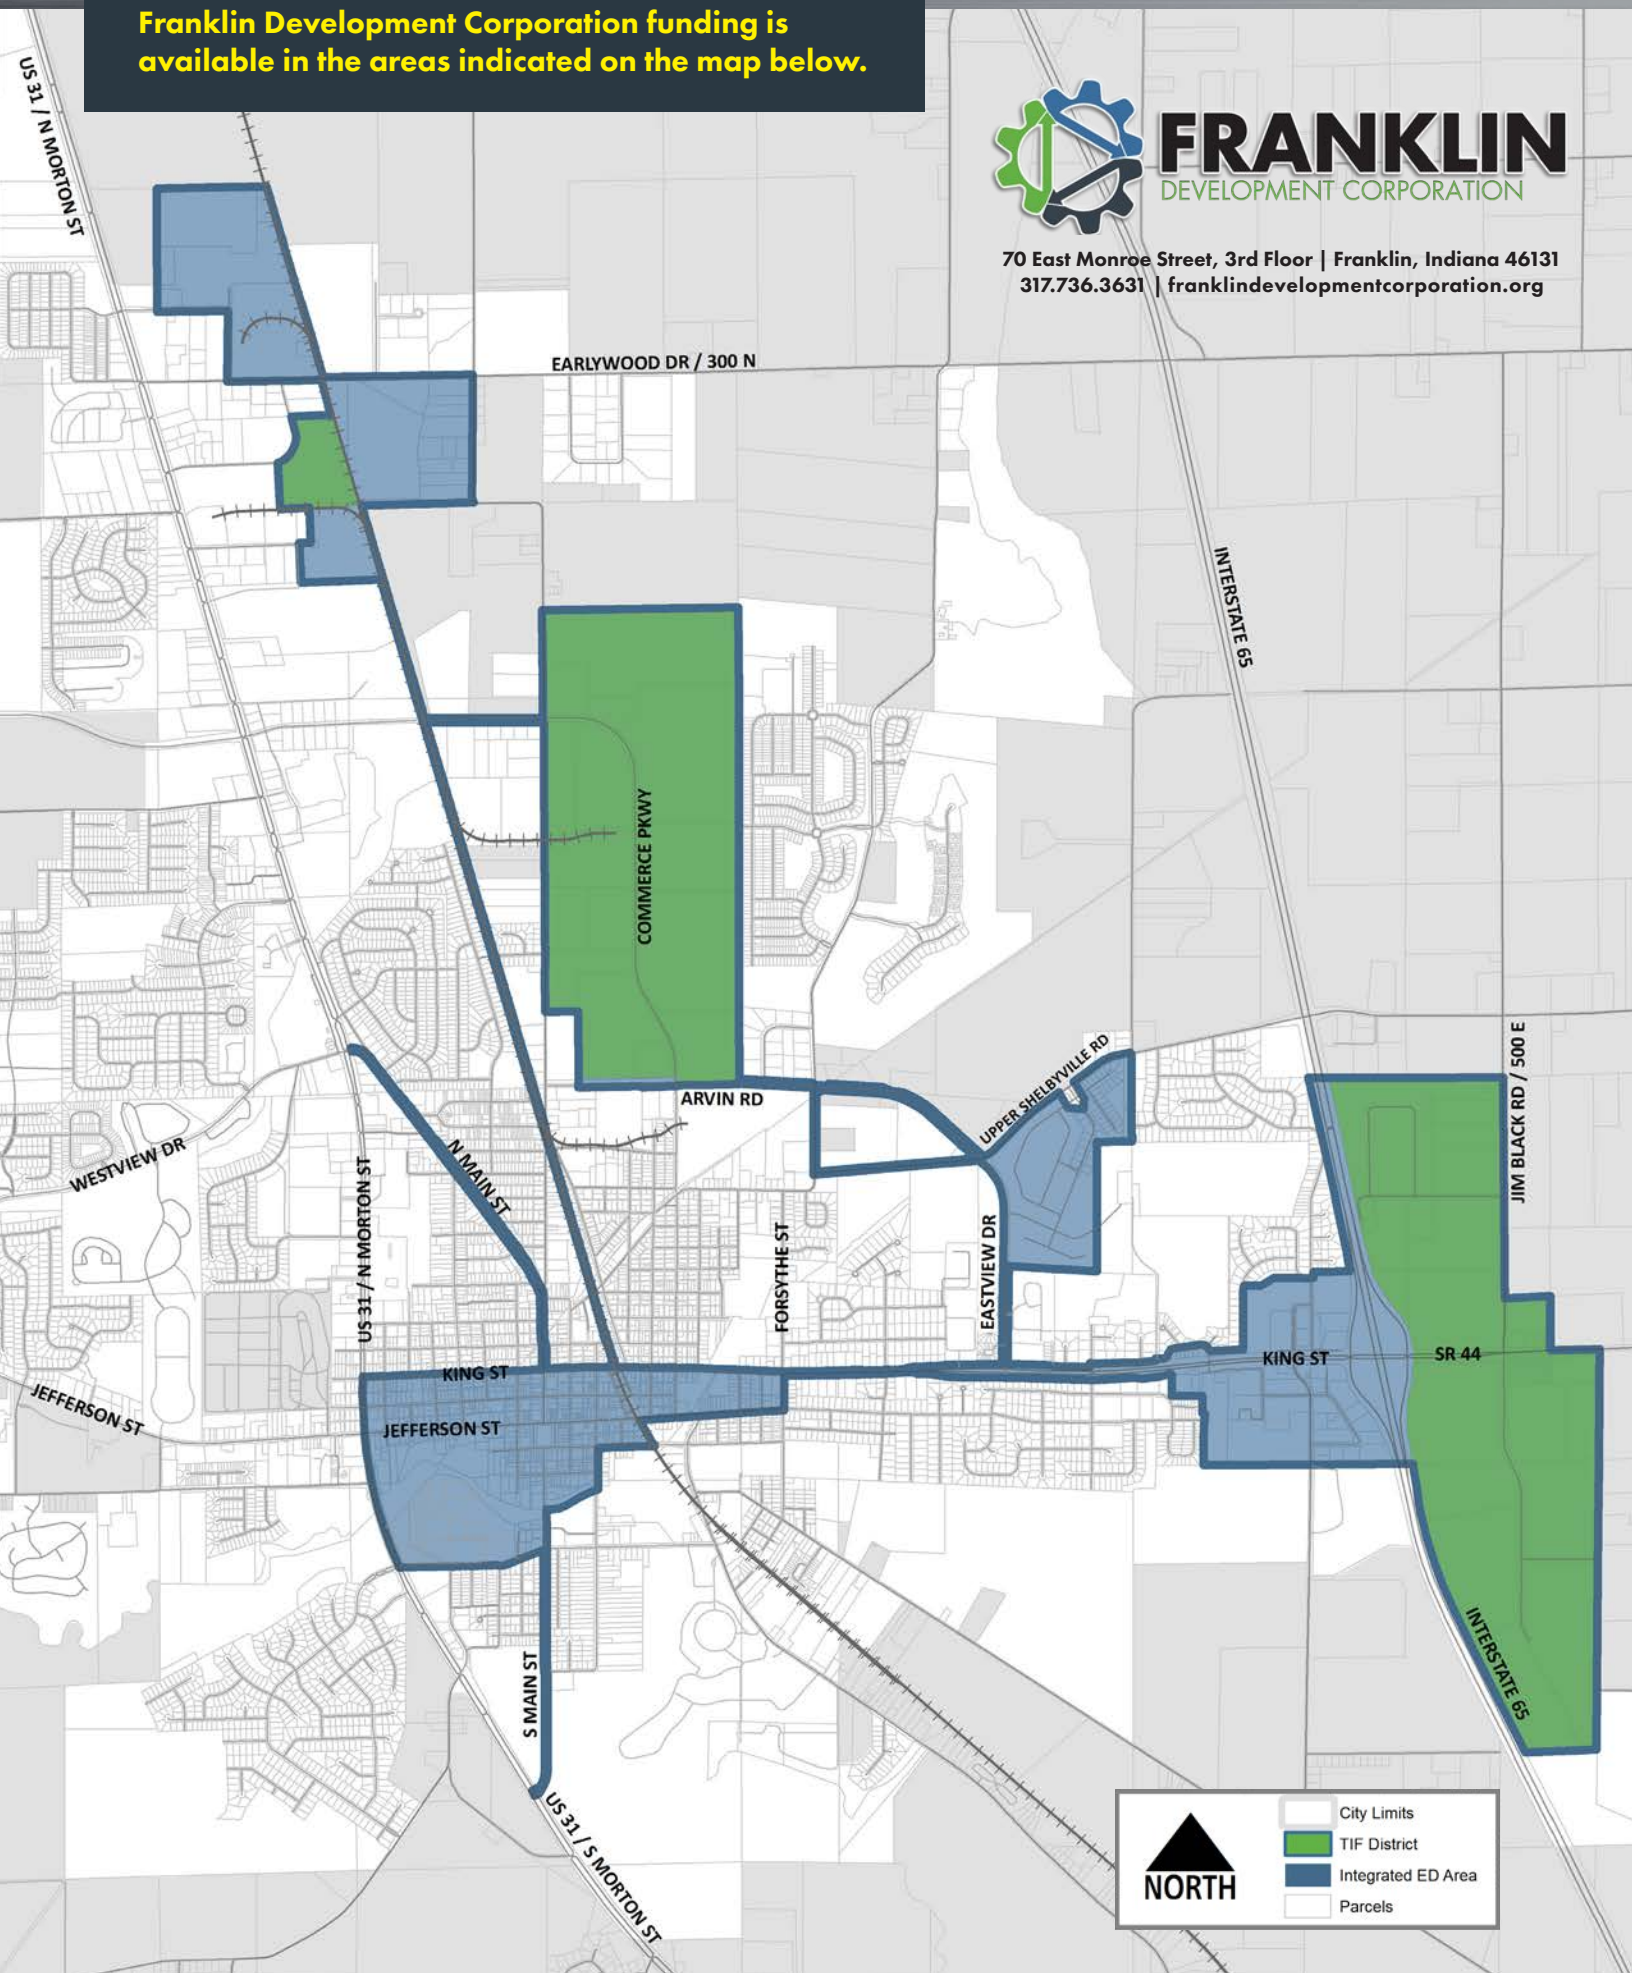 Franklin Development Corporation funding is
available in the areas indicated on the map below.
FRANKLIN
DEVELOPMENT CORPORATION
70 East Monroe Street, 3rd Floor | Franklin, Indiana 46131
317.736.3631 | franklindevelopmentcorporation.org
US 31 / N MORTON ST
EARLYWOOD DR / 300 N
INTERSTATE 65
COMMERCE PKWY
JIM BLACK RD / 500 E
UPPER SHELBYVILLE RD
ARVIN RD
WESTVIEW DR
N MAIN ST
US 31 / N MORTON ST
FORSYTHE ST
EASTVIEW DR
KING ST
KING ST
SR 44
JEFFERSON ST
JEFFERSON ST
S MAIN ST
INTERSTATE 65
US 31 / S MORTON ST
NORTH
City Limits
TIF District
Integrated ED Area
Parcels